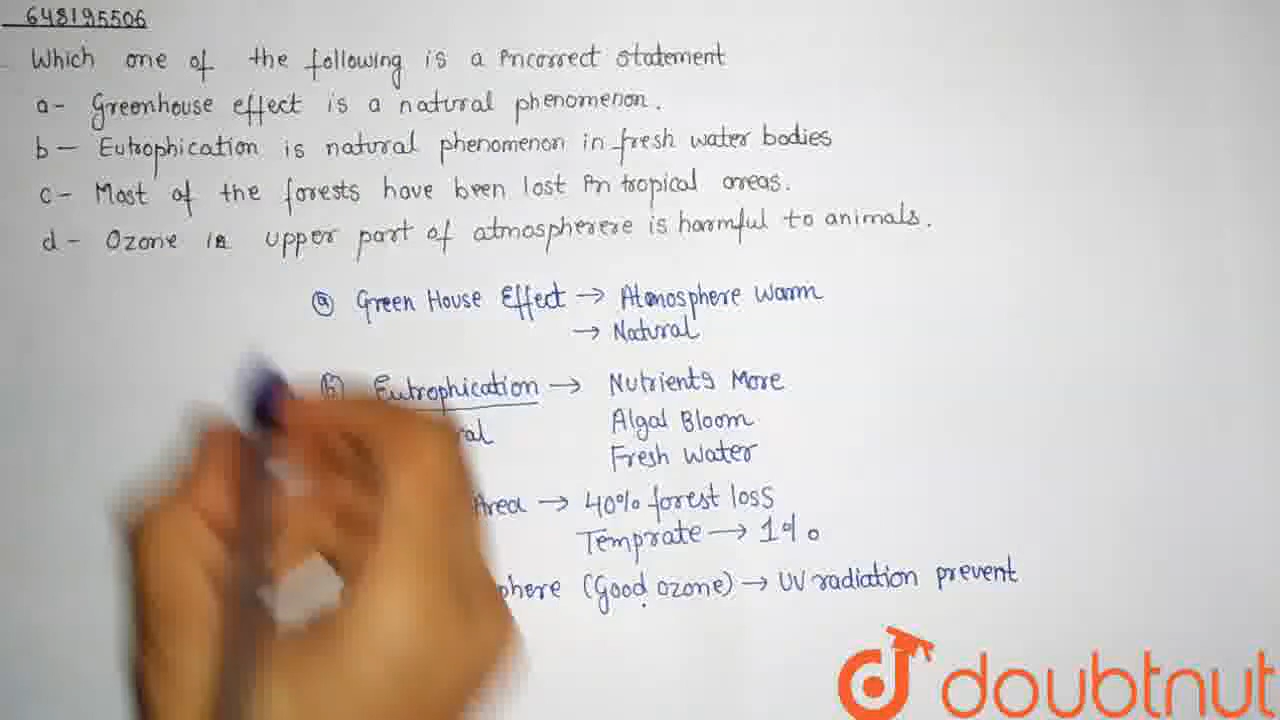 648195506
Which one of the following is a Incorrect statement
a- Greenhouse effect is a natural phenomenon.
b- Eutrophication is natural phenomenon in fresh water bodies
c- Most of the forests have been lost In tropical areas.
d- Ozone in upper part of atmospherere is harmful to animals.
a Green House Effect → Atmosphere warm
→ Natural
b Eutrophication → Nutrients More
Algal Bloom
Fresh water
Area → 40% forest loss
Temprate → 1%
(Good ozone) → UV radiation prevent
doubtnut